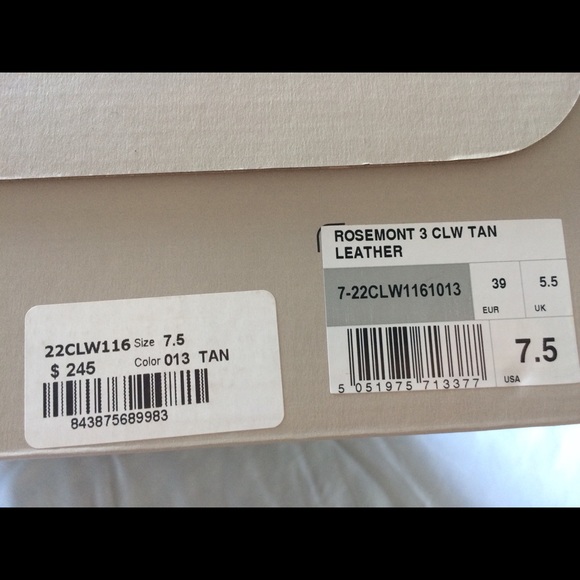 22CLW116 Size 7.5
$ 245 Color 013 TAN
843875689983
ROSEMONT 3 CLW TAN
LEATHER
7-22CLW1161013
39
EUR
5.5
UK
5 051975 713377
7.5
USA